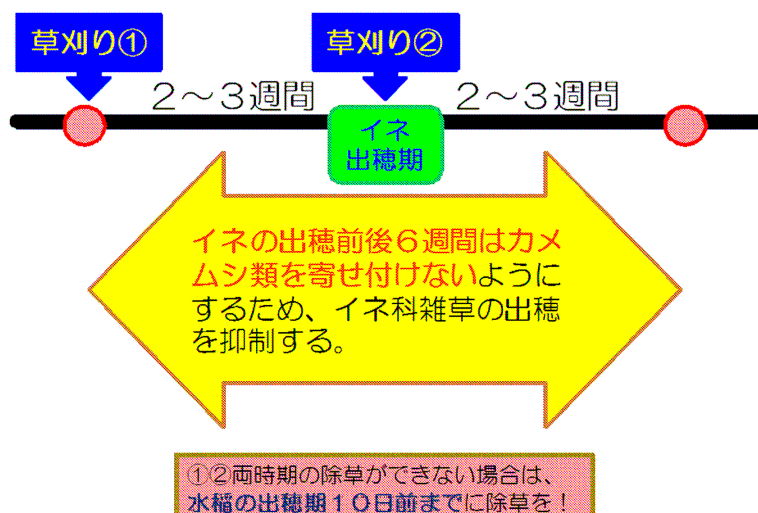 草刈り① 草刈り②
2～3週間 2～3週間
イネ
出穂期
イネの出穂前後6週間はカメ
ムシ類を寄せ付けないように
するため、イネ科雑草の出穂
を抑制する。
①②両時期の除草ができない場合は、
水稲の出穂期10日前までに除草を！